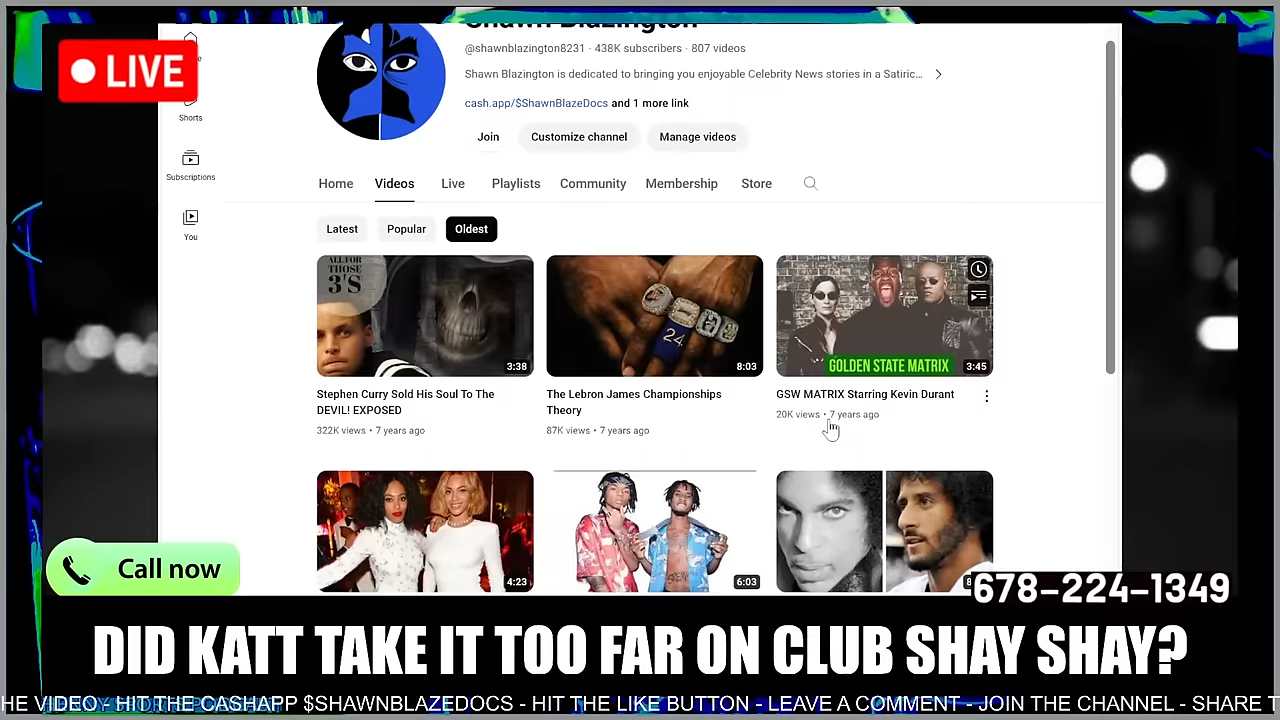 Shawn Blazington
LIVE
@shawnblazington8231 · 438K subscribers · 807 videos
Shawn Blazington is dedicated to bringing you enjoyable Celebrity News stories in a Satiric...
cash.app/$ShawnBlazeDocs and 1 more link
Join
Customize channel
Manage videos
Shorts
Subscriptions
You
Home
Videos
Live
Playlists
Community
Membership
Store
Latest
Popular
Oldest
ALL FOR
THOSE
3'S
3:38
24
8:03
GOLDEN STATE MATRIX
3:45
Stephen Curry Sold His Soul To The
DEVIL! EXPOSED
322K views • 7 years ago
The Lebron James Championships
Theory
87K views • 7 years ago
GSW MATRIX Starring Kevin Durant
20K views • 7 years ago
4:23
6:03
Call now
678-224-1349
DID KATT TAKE IT TOO FAR ON CLUB SHAY SHAY?
HE VIDEO - HIT THE CASHAPP $SHAWNBLAZEDOCS - HIT THE LIKE BUTTON - LEAVE A COMMENT - JOIN THE CHANNEL - SHARE T